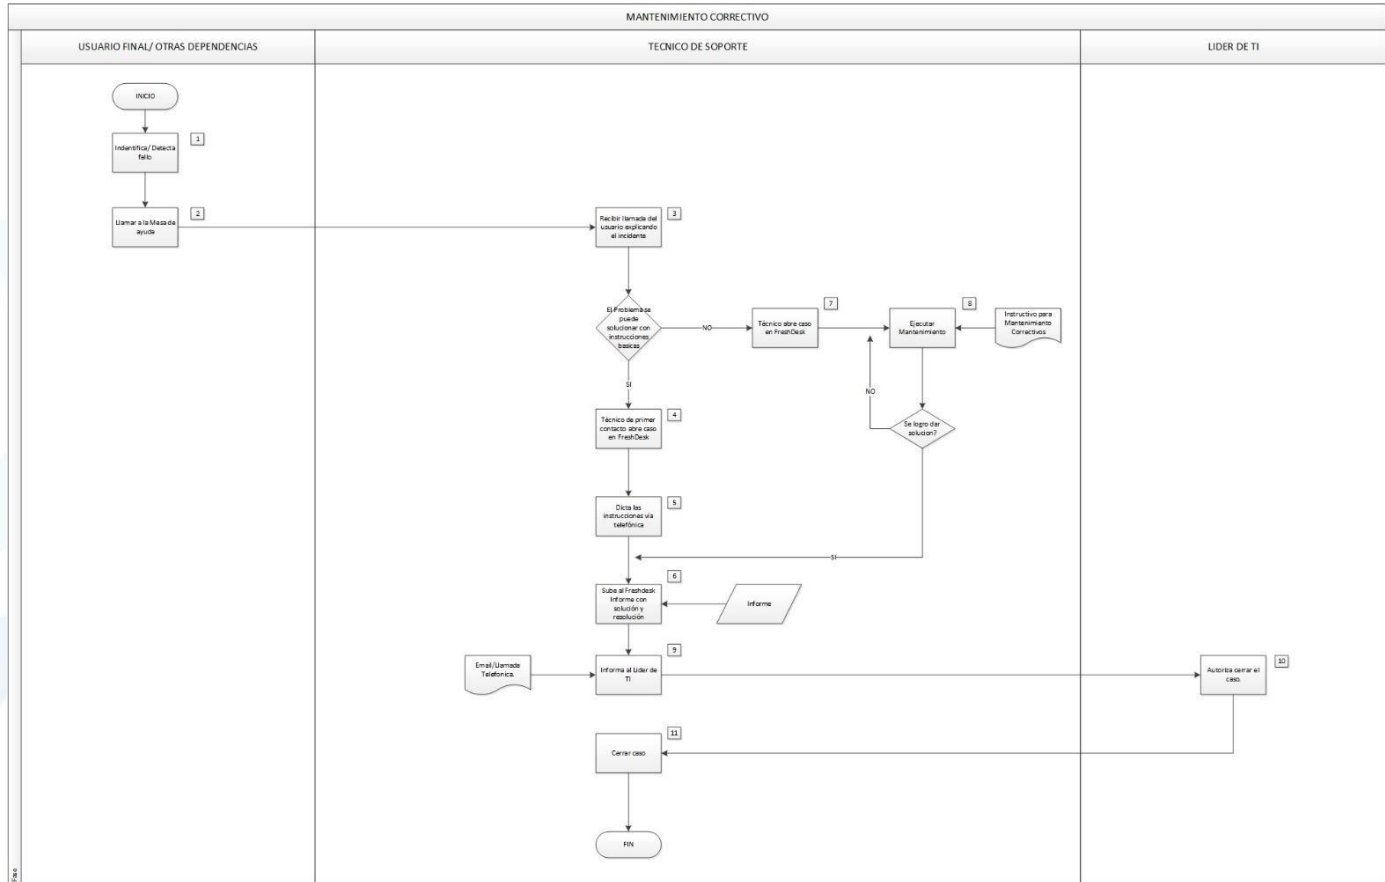 MANTENIMIENTO CORRECTIVO
USUARIO FINAL/ OTRAS DEPENDENCIAS
TECNICO DE SOPORTE
LIDER DE TI
INICIO
1
Indentifica/ Detecta
fallo
2
Llamar a la Mesa de
ayuda
3
Recibir llamada del
usuario explicando
el incidente
El Problema se
puede
solucionar con
instrucciones
basicas
NO
7
Técnico abre caso
en FreshDesk
8
Ejecutar
Mantenimiento
Instructivo para
Mantenimiento
Correctivos
SI
NO
4
Técnico de primer
contacto abre caso
en FreshDesk
Se logro dar
solucion?
5
Dicta las
instrucciones vía
telefónica
SI
6
Sube al Freshdesk
Informe con
solución y
resolución
Informe
Email/Llamada
Telefonica.
9
Informa al Lider de
TI
10
Autoriza cerrar el
caso.
11
Cerrar caso
FIN
Fase